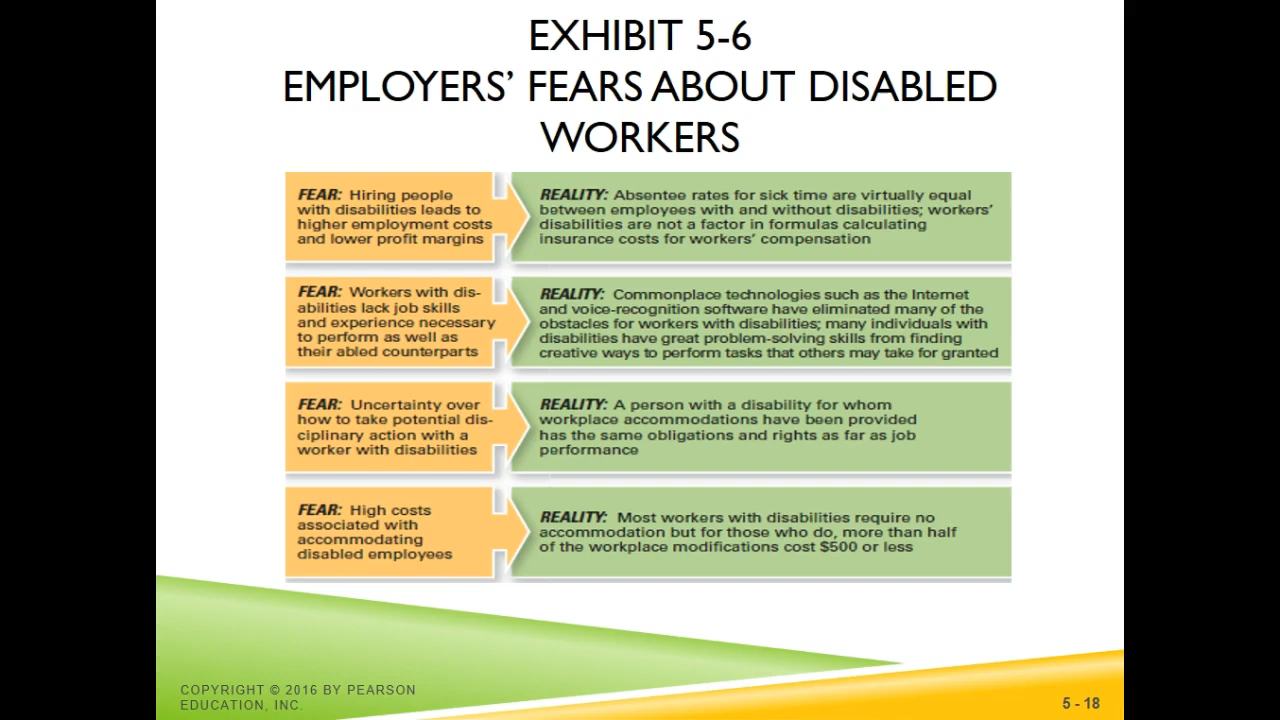 EXHIBIT 5-6
EMPLOYERS' FEARS ABOUT DISABLED
WORKERS
FEAR: Hiring people
with disabilities leads to
higher employment costs
and lower profit margins
REALITY: Absentee rates for sick time are virtually equal
between employees with and without disabilities; workers'
disabilities are not a factor in formulas calculating
insurance costs for workers' compensation
FEAR: Workers with dis-
abilities lack job skills
and experience necessary
to perform as well as
their abled counterparts
REALITY: Commonplace technologies such as the Internet
and voice-recognition software have eliminated many of the
obstacles for workers with disabilities; many individuals with
disabilities have great problem-solving skills from finding
creative ways to perform tasks that others may take for granted
FEAR: Uncertainty over
how to take potential dis-
ciplinary action with a
worker with disabilities
REALITY: A person with a disability for whom
workplace accommodations have been provided
has the same obligations and rights as far as job
performance
FEAR: High costs
associated with
accommodating
disabled employees
REALITY: Most workers with disabilities require no
accommodation but for those who do, more than half
of the workplace modifications cost $500 or less
COPYRIGHT © 2016 BY PEARSON
EDUCATION, INC.
5 - 18